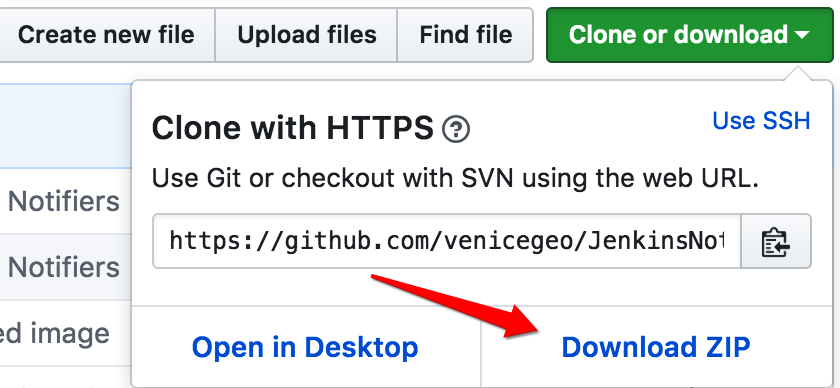 Create new file
Upload files
Find file
Clone or download
Clone with HTTPS
Use SSH
Use Git or checkout with SVN using the web URL.
Notifiers
https://github.com/venicegeo/JenkinsNot
Notifiers
ed image
Open in Desktop
Download ZIP